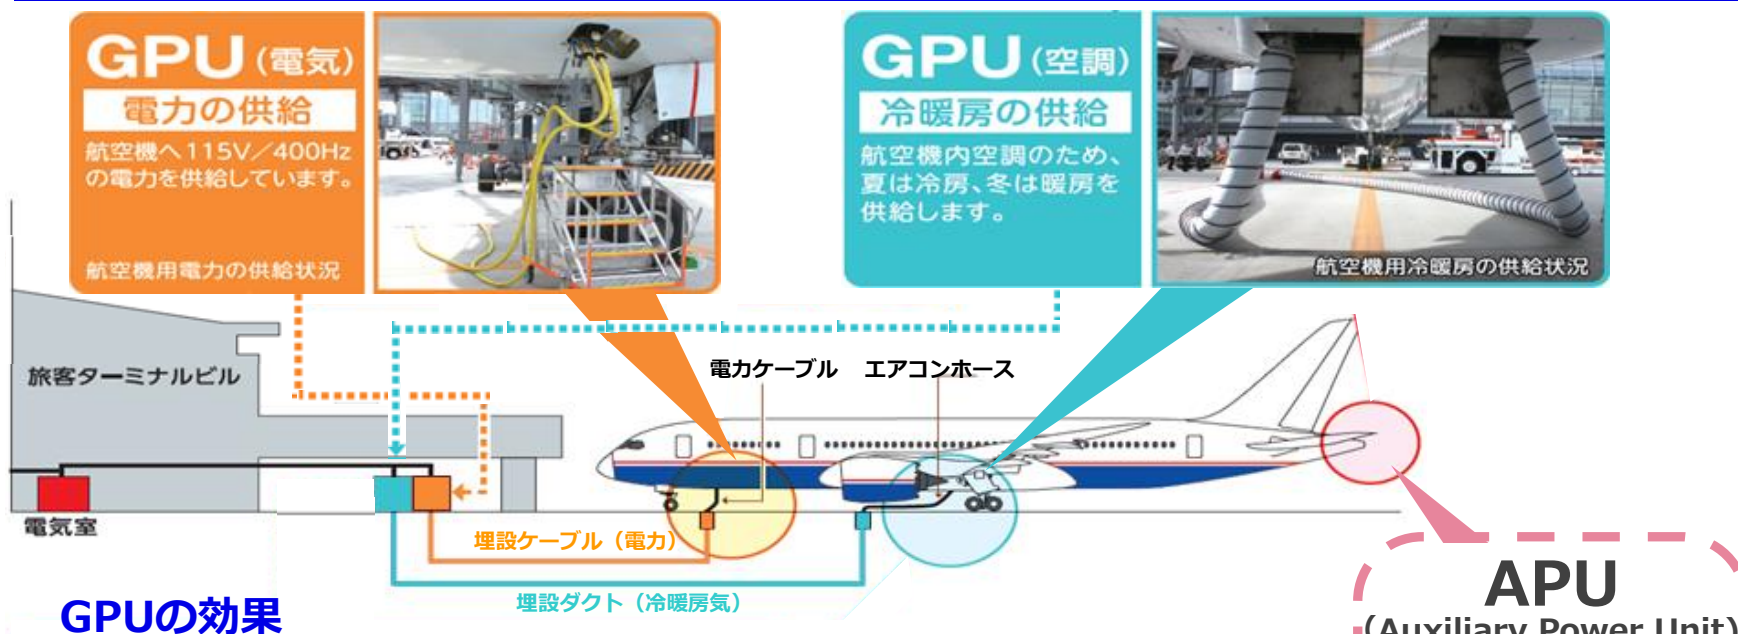 GPU（電気）
電力の供給
航空機へ115V／400Hz
の電力を供給しています。
航空機用電力の供給状況
GPU（空調）
冷暖房の供給
航空機内空調のため、
夏は冷房、冬は暖房を
供給します。
航空機用冷暖房の供給状況
旅客ターミナルビル
電力ケーブル
エアコンホース
電気室
埋設ケーブル（電力）
埋設ダクト（冷暖房気）
GPUの効果
APU
(Auxiliary Power Unit)